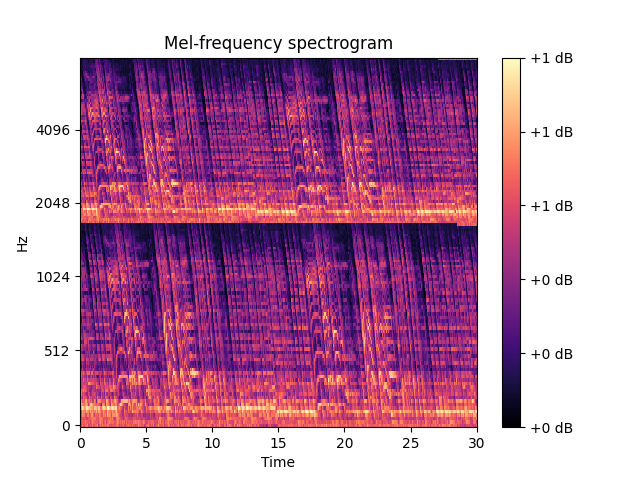 Mel-frequency spectrogram
+1 dB
4096
+1 dB
2048
+1 dB
Hz
1024
+0 dB
512
+0 dB
0
+0 dB
0 5 10 15 20 25 30
Time